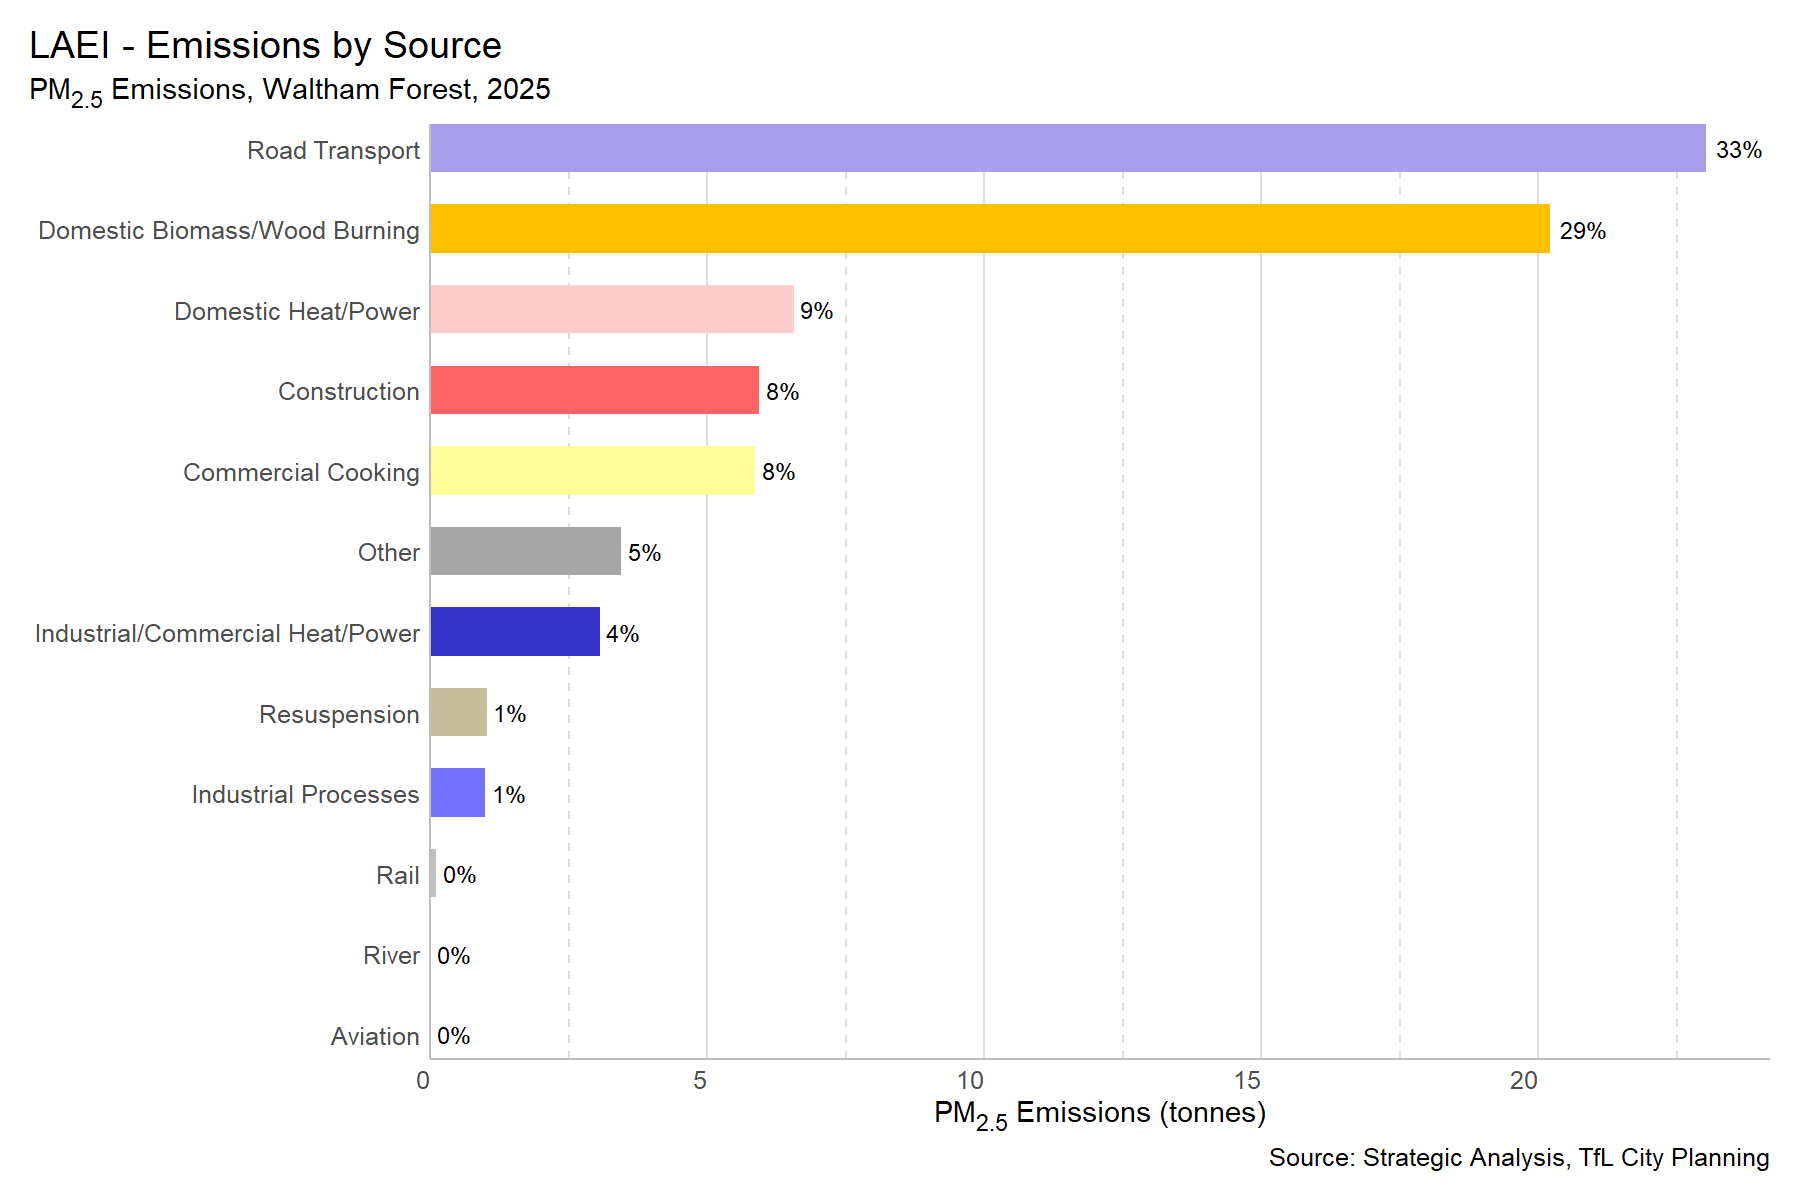 LAEI - Emissions by Source
PM2.5 Emissions, Waltham Forest, 2025
Road Transport 33%
Domestic Biomass/Wood Burning 29%
Domestic Heat/Power 9%
Construction 8%
Commercial Cooking 8%
Other 5%
Industrial/Commercial Heat/Power 4%
Resuspension 1%
Industrial Processes 1%
Rail 0%
River 0%
Aviation 0%
0 5 10 15 20
PM2.5 Emissions (tonnes)
Source: Strategic Analysis, TfL City Planning